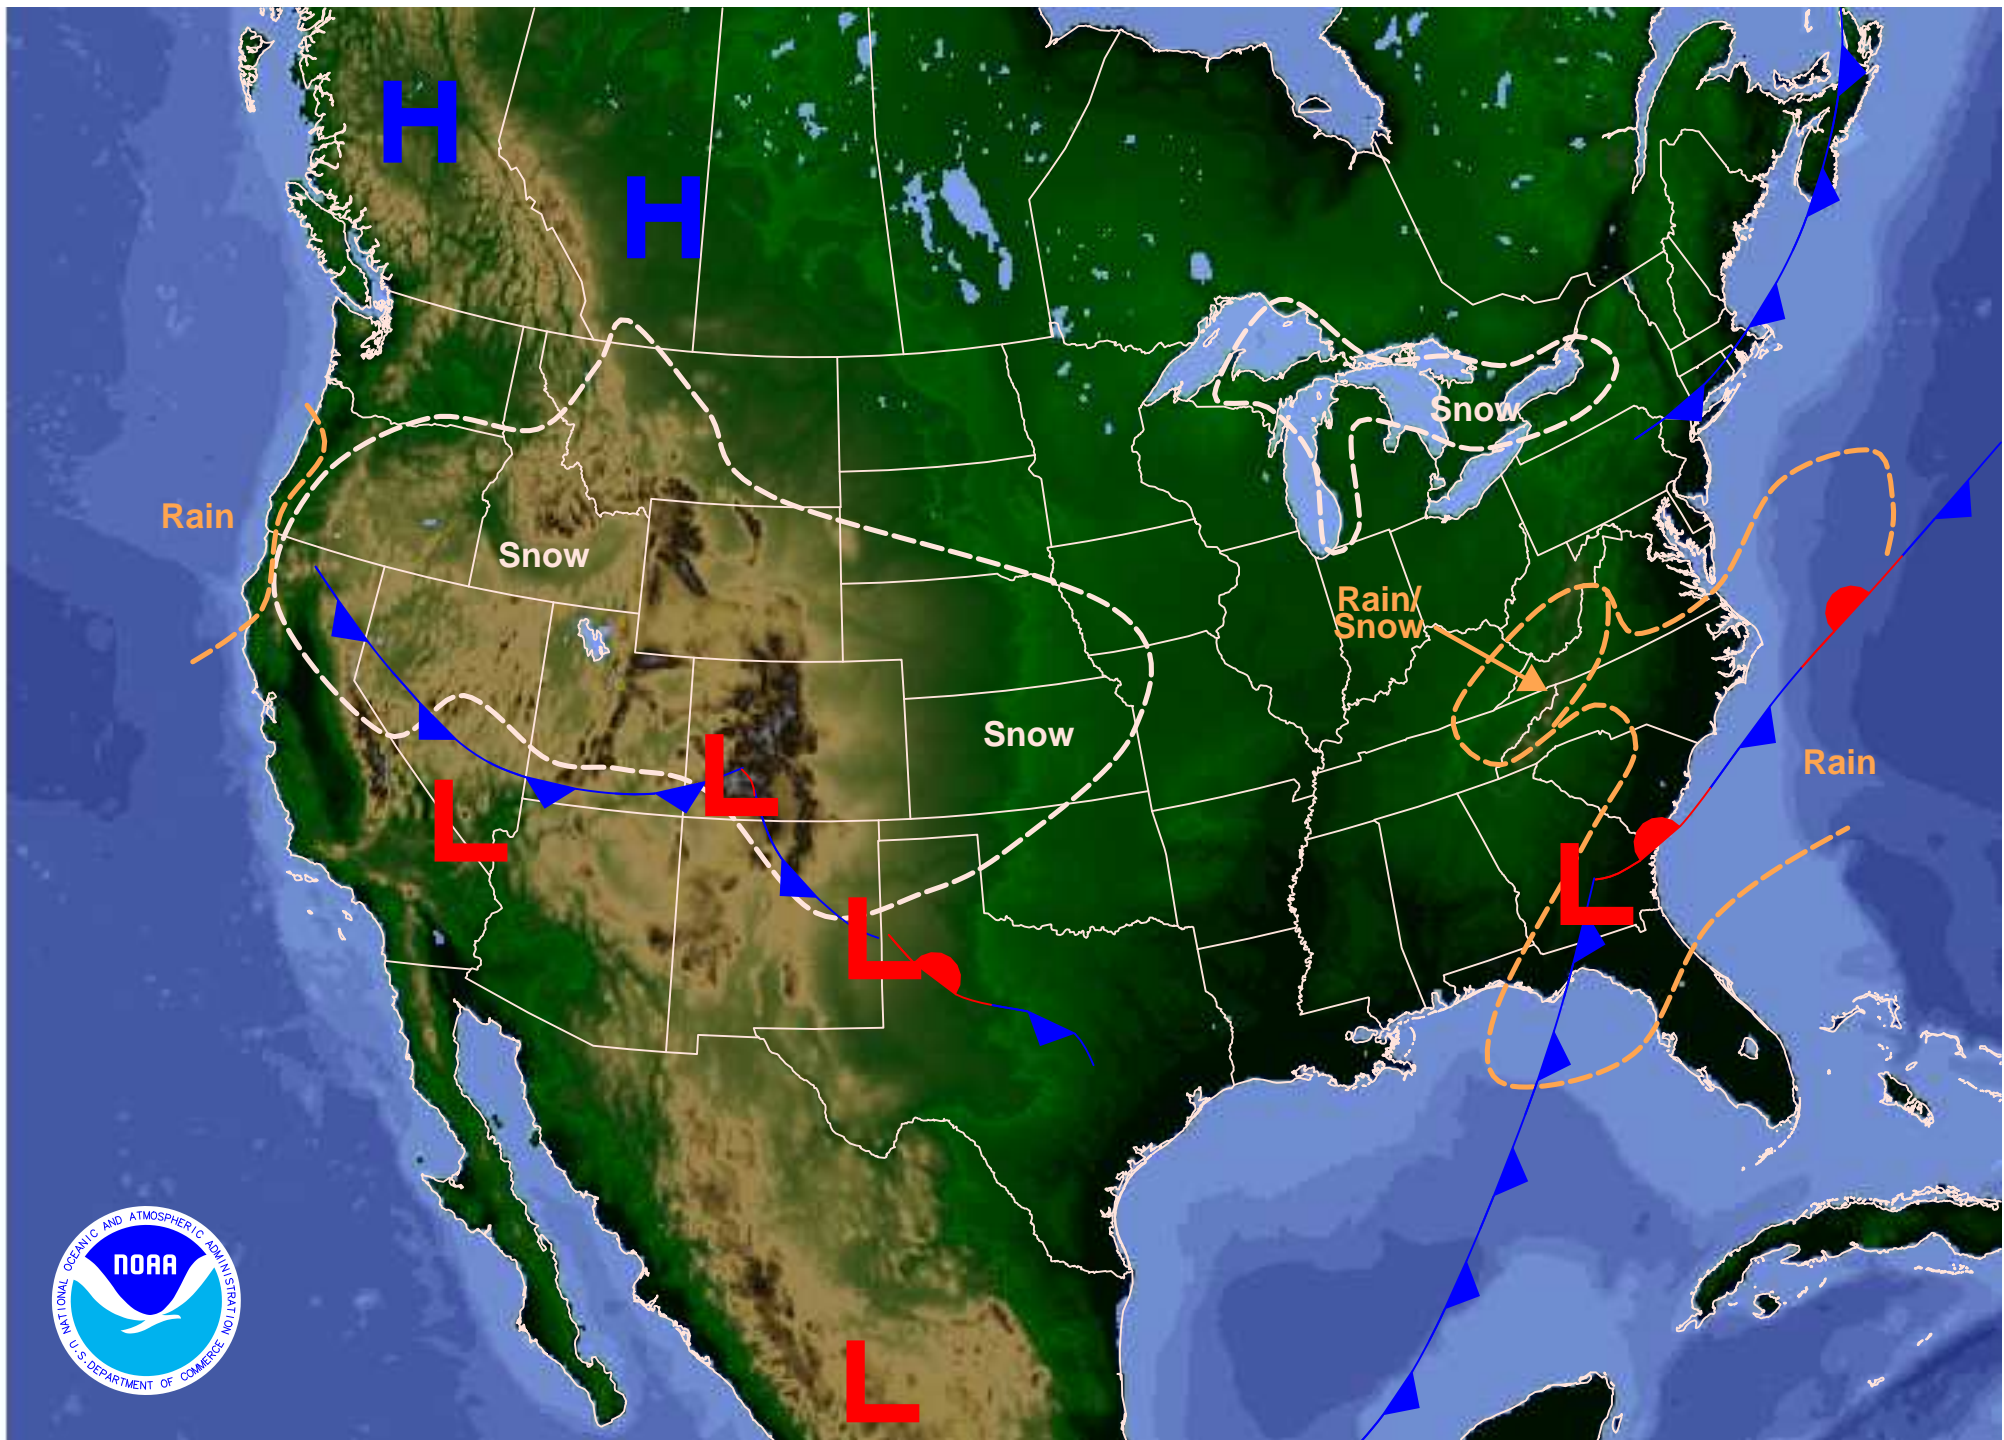 H
H
Snow
Rain
Snow
Rain/
Snow
Snow
Rain
L
L
L
L
L
NOAA
NATIONAL OCEANIC AND ATMOSPHERIC ADMINISTRATION
U.S. DEPARTMENT OF COMMERCE